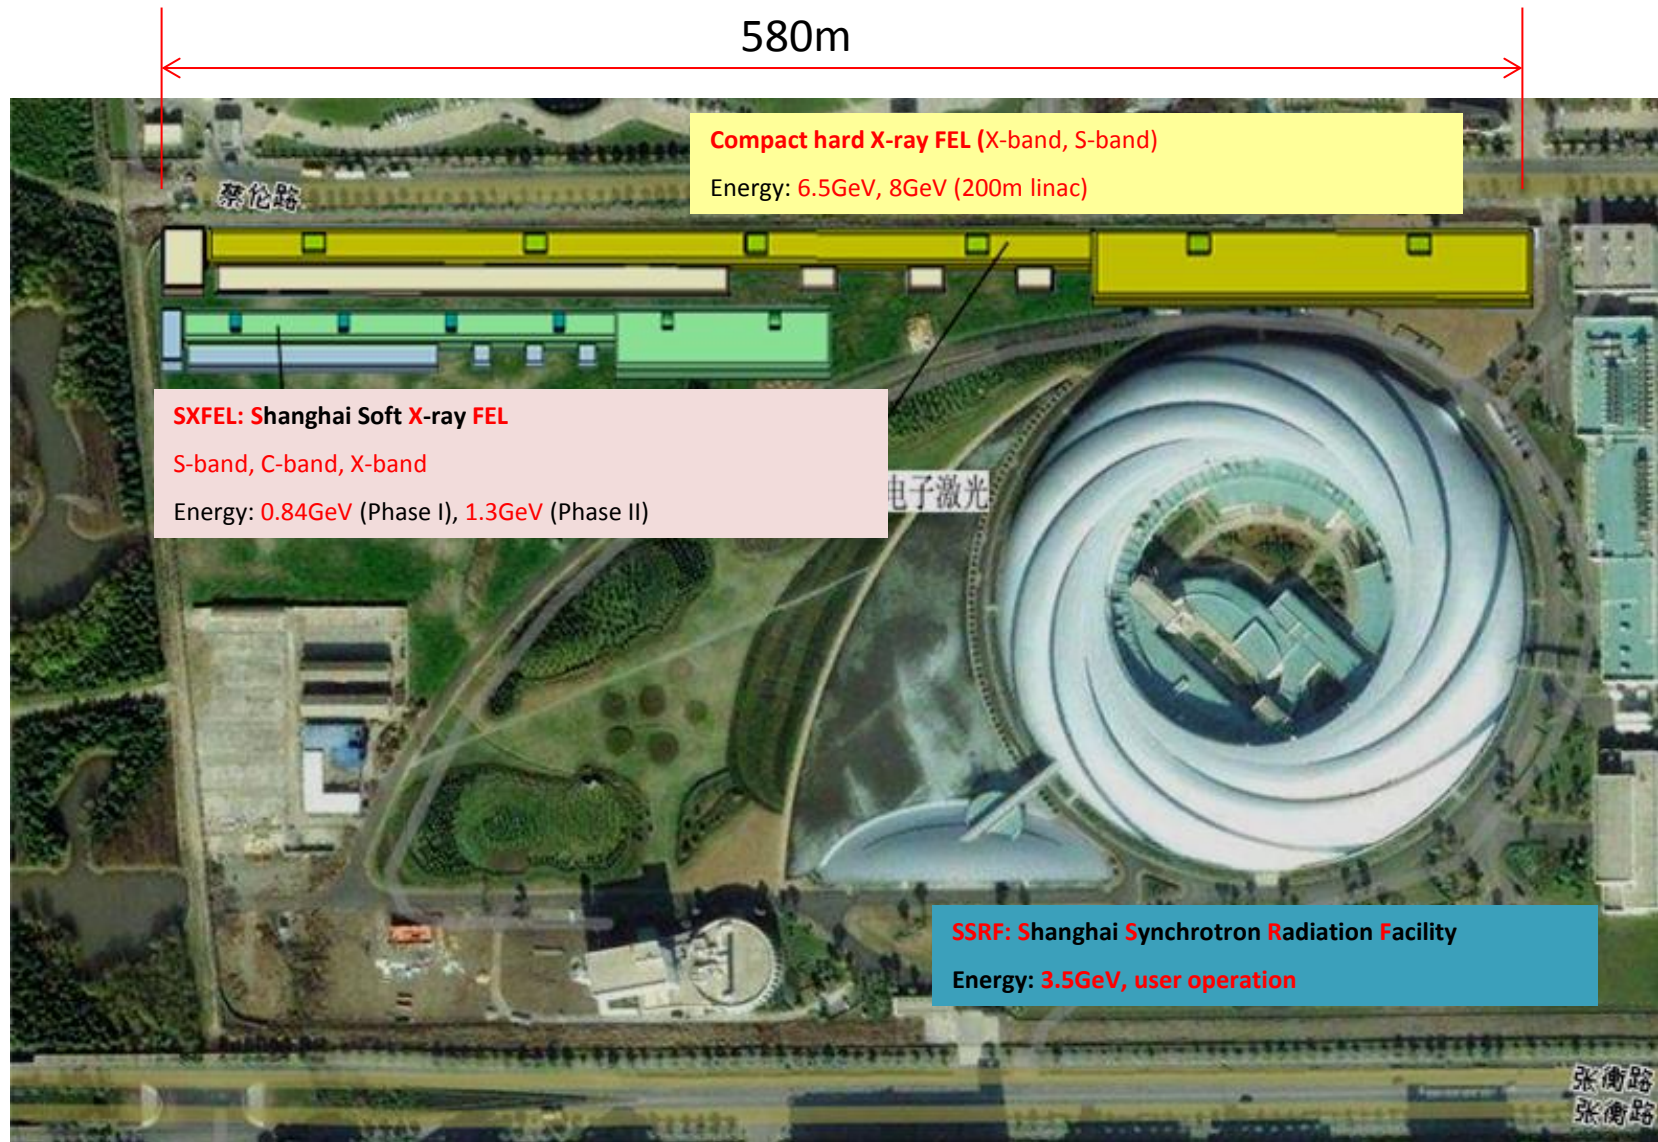 580m
Compact hard X-ray FEL (X-band, S-band)
Energy: 6.5GeV, 8GeV (200m linac)
蔡伦路
SXFEL: Shanghai Soft X-ray FEL
S-band, C-band, X-band
Energy: 0.84GeV (Phase I), 1.3GeV (Phase II)
电子激光
SSRF: Shanghai Synchrotron Radiation Facility
Energy: 3.5GeV, user operation
张衡路
张衡路